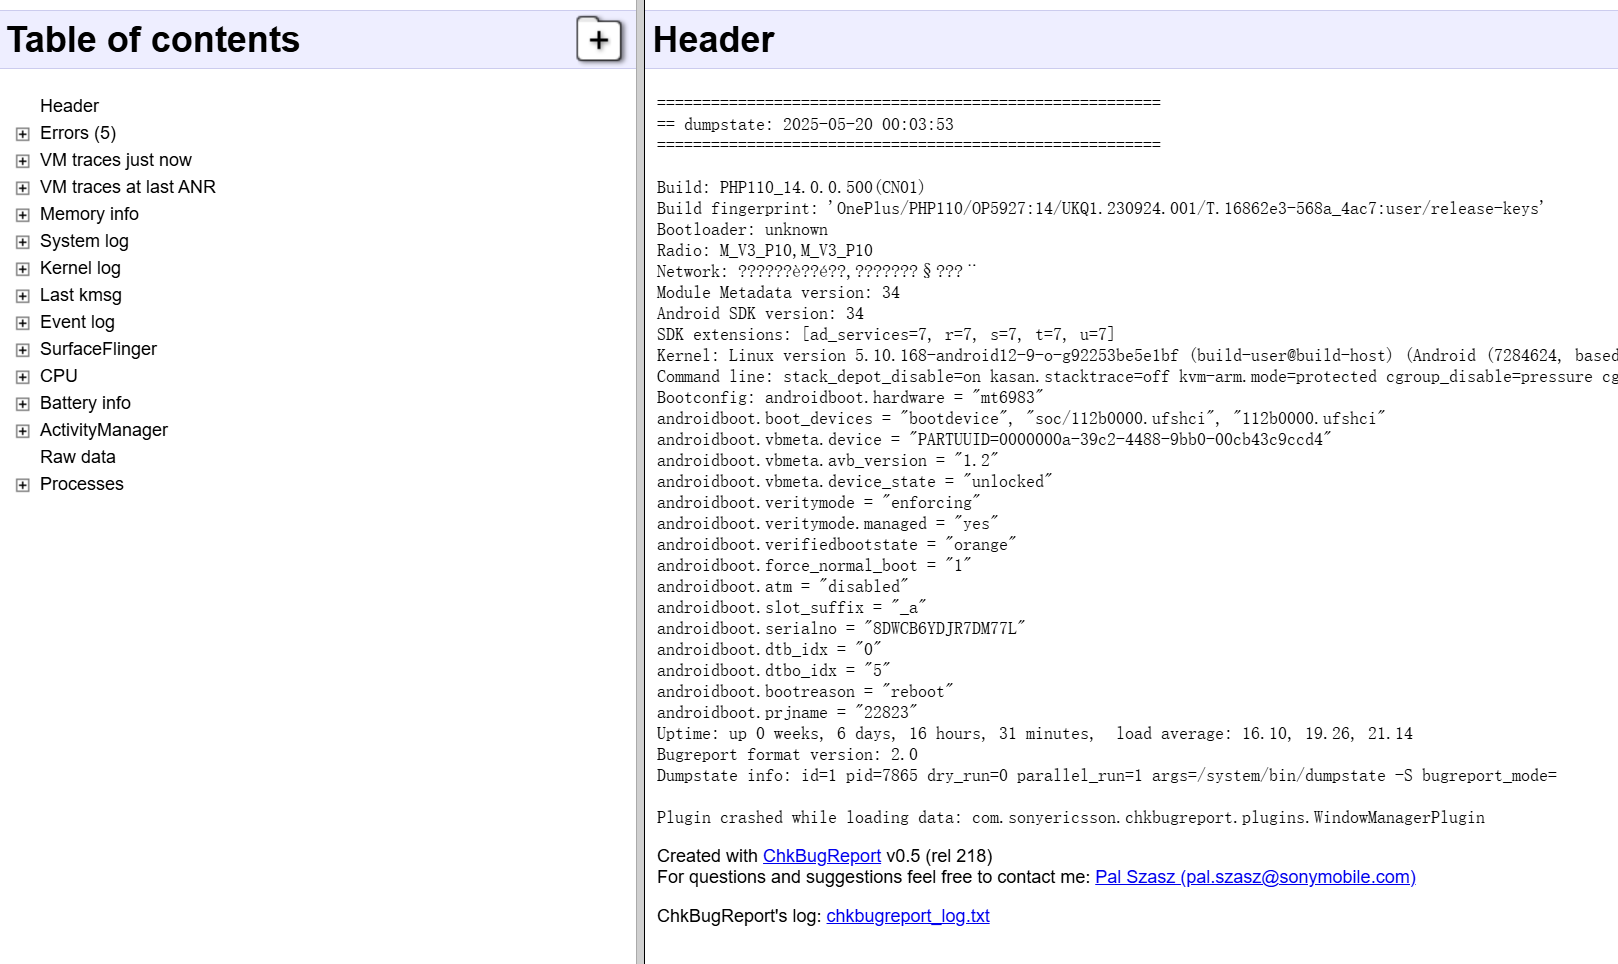 Table of contents
Header
Errors (5)
VM traces just now
VM traces at last ANR
Memory info
System log
Kernel log
Last kmsg
Event log
SurfaceFlinger
CPU
Battery info
ActivityManager
Raw data
Processes
Header
========================================================
== dumpstate: 2025-05-20 00:03:53
========================================================
Build: PHP110_14.0.0.500(CN01)
Build fingerprint: 'OnePlus/PHP110/OP5927:14/UKQ1.230924.001/T.16862e3-568a_4ac7:user/release-keys'
Bootloader: unknown
Radio: M_V3_P10,M_V3_P10
Network: ??????è??é??,???????§???¨
Module Metadata version: 34
Android SDK version: 34
SDK extensions: [ad_services=7, r=7, s=7, t=7, u=7]
Kernel: Linux version 5.10.168-android12-9-o-g92253be5e1bf (build-user@build-host) (Android (7284624, based
Command line: stack_depot_disable=on kasan.stacktrace=off kvm-arm.mode=protected cgroup_disable=pressure cg
Bootconfig: androidboot.hardware = "mt6983"
androidboot.boot_devices = "bootdevice", "soc/112b0000.ufshci", "112b0000.ufshci"
androidboot.vbmeta.device = "PARTUUID=0000000a-39c2-4488-9bb0-00cb43c9ccd4"
androidboot.vbmeta.avb_version = "1.2"
androidboot.vbmeta.device_state = "unlocked"
androidboot.veritymode = "enforcing"
androidboot.veritymode.managed = "yes"
androidboot.verifiedbootstate = "orange"
androidboot.force_normal_boot = "1"
androidboot.atm = "disabled"
androidboot.slot_suffix = "_a"
androidboot.serialno = "8DWCB6YDJR7DM77L"
androidboot.dtb_idx = "0"
androidboot.dtbo_idx = "5"
androidboot.bootreason = "reboot"
androidboot.prjname = "22823"
Uptime: up 0 weeks, 6 days, 16 hours, 31 minutes,  load average: 16.10, 19.26, 21.14
Bugreport format version: 2.0
Dumpstate info: id=1 pid=7865 dry_run=0 parallel_run=1 args=/system/bin/dumpstate -S bugreport_mode=
Plugin crashed while loading data: com.sonyericsson.chkbugreport.plugins.WindowManagerPlugin
Created with ChkBugReport v0.5 (rel 218)
For questions and suggestions feel free to contact me: Pal Szasz (pal.szasz@sonymobile.com)
ChkBugReport's log: chkbugreport_log.txt